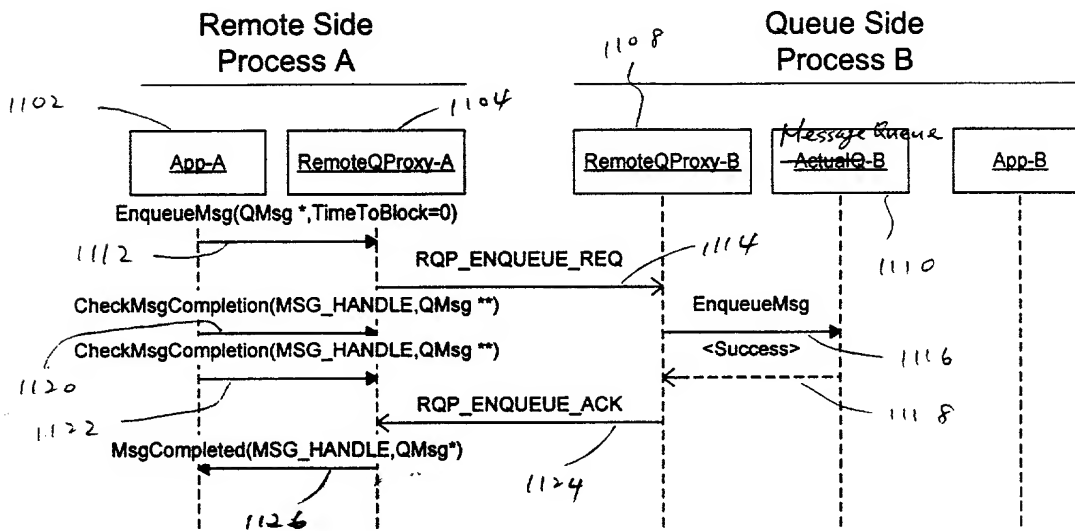 Remote Side
Process A
Queue Side
Process B
1102
1104
1108
App-A
RemoteQProxy-A
RemoteQProxy-B
Message Queue
ActualQ-B
App-B
1110
EnqueueMsg(QMsg *,TimeToBlock=0)
1112
RQP_ENQUEUE_REQ
1114
CheckMsgCompletion(MSG_HANDLE,QMsg **)
EnqueueMsg
1116
1120
CheckMsgCompletion(MSG_HANDLE,QMsg **)
<Success>
1118
1122
RQP_ENQUEUE_ACK
1124
MsgCompleted(MSG_HANDLE,QMsg*)
1126